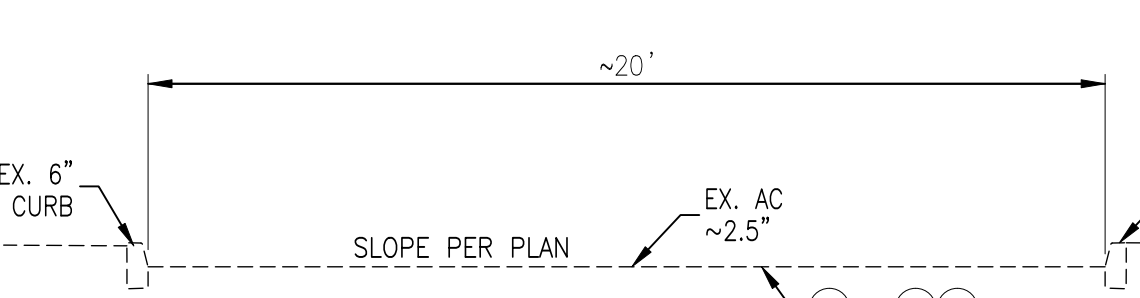 ~20'
EX. 6"
CURB
EX. AC
~2.5"
SLOPE PER PLAN